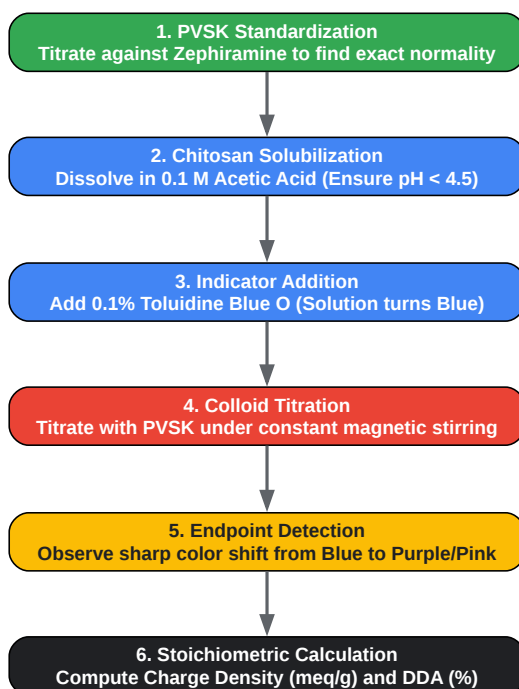 1. PVSK Standardization
Titrate against Zephiramine to find exact normality
2. Chitosan Solubilization
Dissolve in 0.1 M Acetic Acid (Ensure pH < 4.5)
3. Indicator Addition
Add 0.1% Toluidine Blue O (Solution turns Blue)
4. Colloid Titration
Titrate with PVSK under constant magnetic stirring
5. Endpoint Detection
Observe sharp color shift from Blue to Purple/Pink
6. Stoichiometric Calculation
Compute Charge Density (meq/g) and DDA (%)